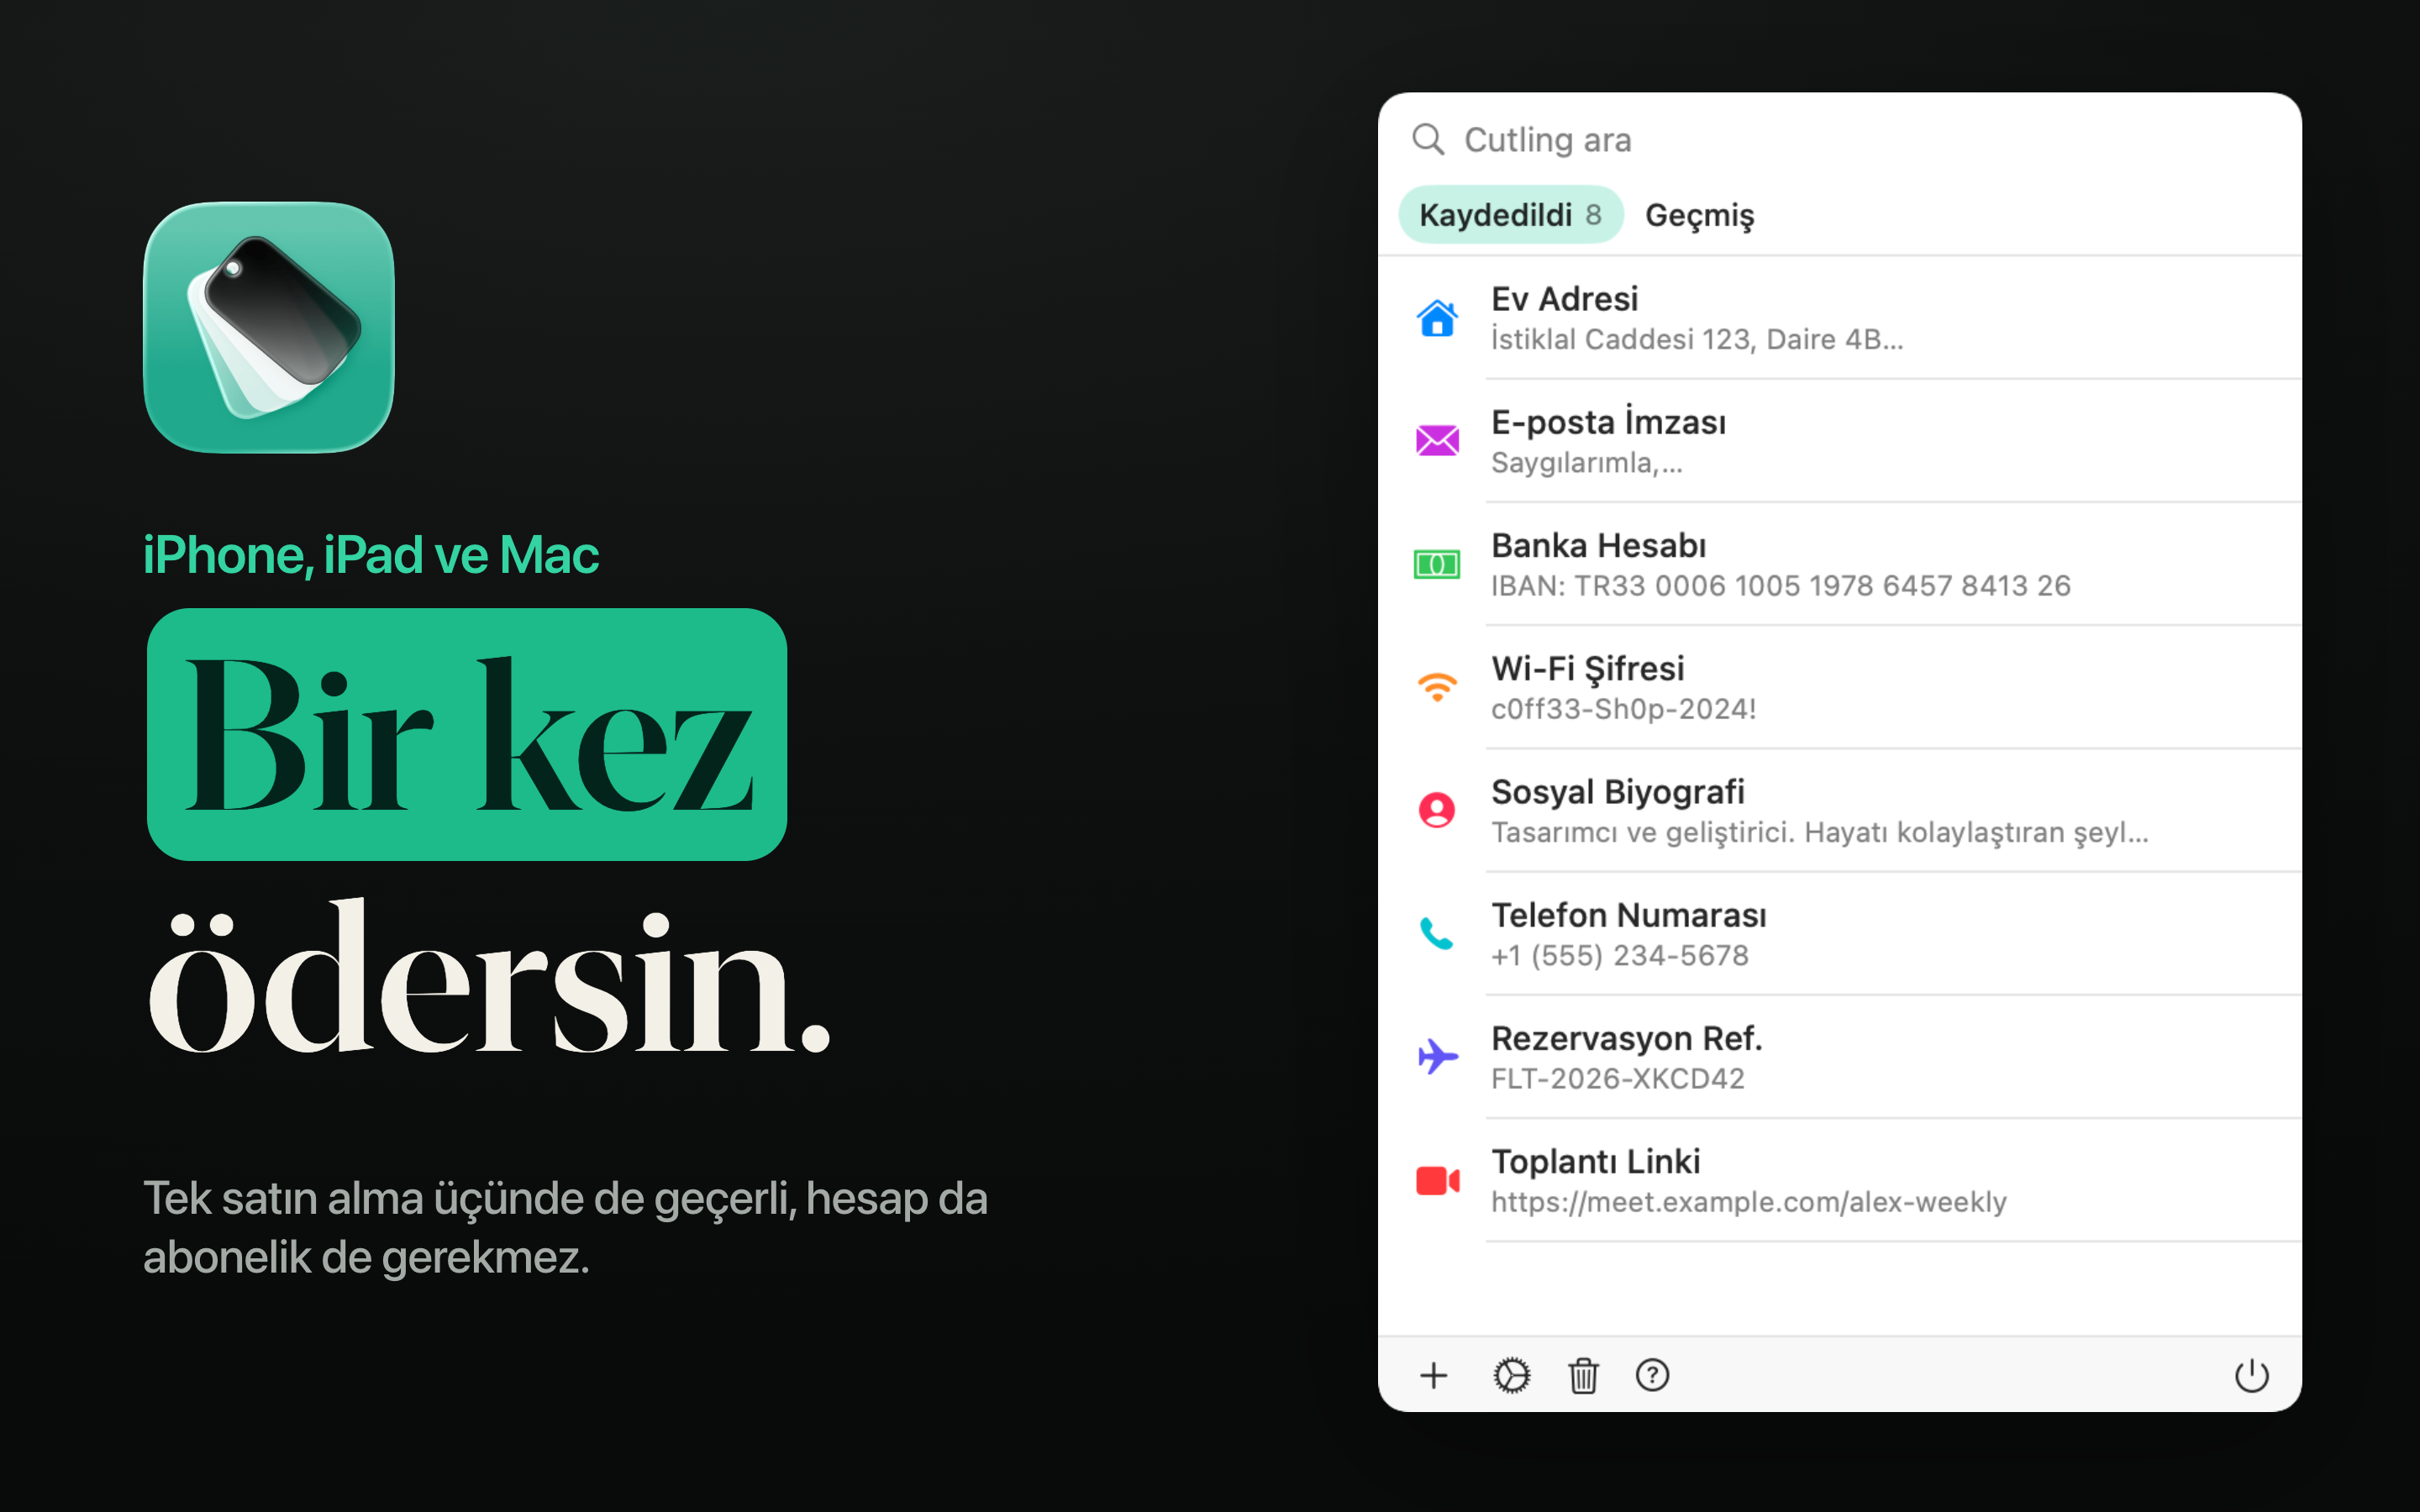 iPhone, iPad ve Mac
Bir kez
ödersin.
Tek satın alma üçünde de geçerli, hesap da
abonelik de gerekmez.
Cutling ara
Kaydedildi 8 Geçmiş
Ev Adresi
İstiklal Caddesi 123, Daire 4B...
E-posta İmzası
Saygılarımla,...
Banka Hesabı
IBAN: TR33 0006 1005 1978 6457 8413 26
Wi-Fi Şifresi
c0ff33-Sh0p-2024!
Sosyal Biyografi
Tasarımcı ve geliştirici. Hayatı kolaylaştıran şeyl...
Telefon Numarası
+1 (555) 234-5678
Rezervasyon Ref.
FLT-2026-XKCD42
Toplantı Linki
https://meet.example.com/alex-weekly